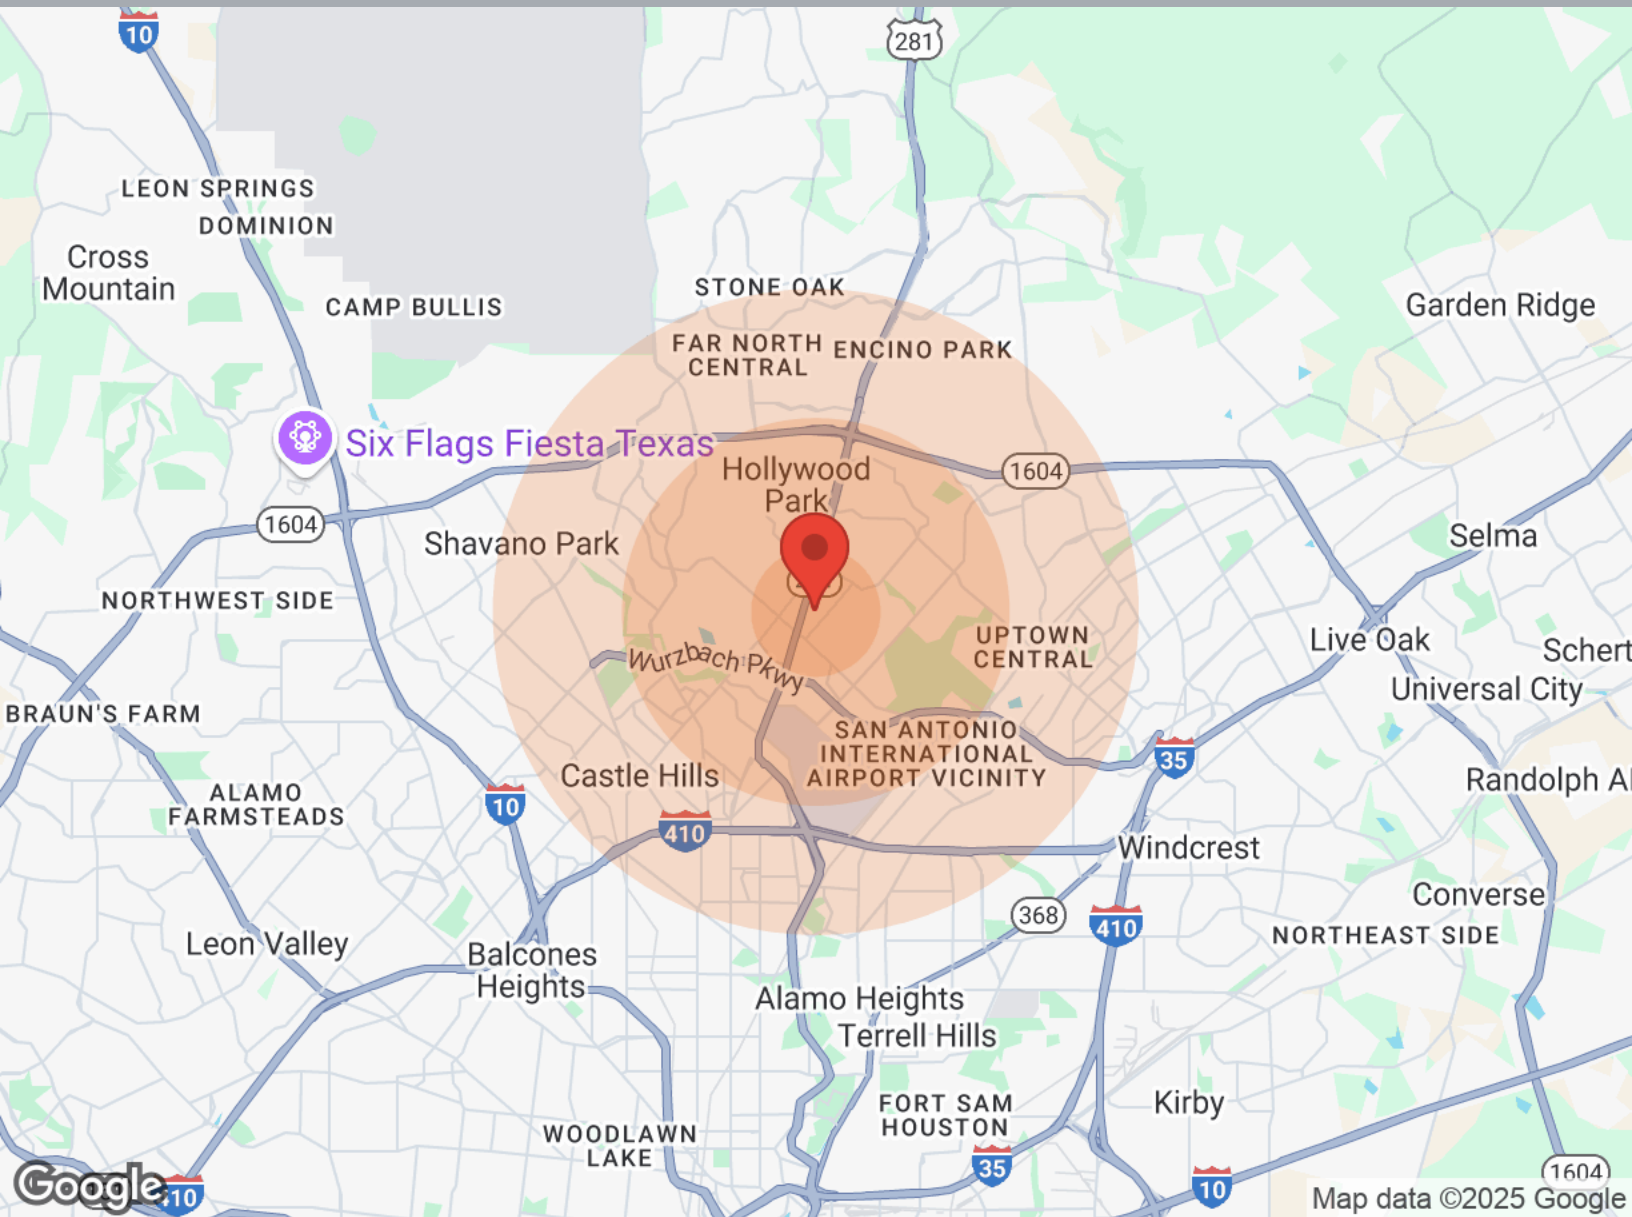 10
281
LEON SPRINGS
DOMINION
Cross
Mountain
CAMP BULLIS
STONE OAK
Garden Ridge
FAR NORTH
CENTRAL
ENCINO PARK
Six Flags Fiesta Texas
Hollywood
Park
1604
1604
Shavano Park
Selma
NORTHWEST SIDE
UPTOWN
CENTRAL
Live Oak
Wurzbach Pkwy
Schert
Universal City
BRAUN'S FARM
SAN ANTONIO
INTERNATIONAL
AIRPORT VICINITY
35
Castle Hills
Randolph A
ALAMO
FARMSTEADS
10
410
Windcrest
Converse
368
410
NORTHEAST SIDE
Leon Valley
Balcones
Heights
Alamo Heights
Terrell Hills
Kirby
FORT SAM
HOUSTON
WOODLAWN
LAKE
35
1604
10
Google
410
Map data ©2025 Google